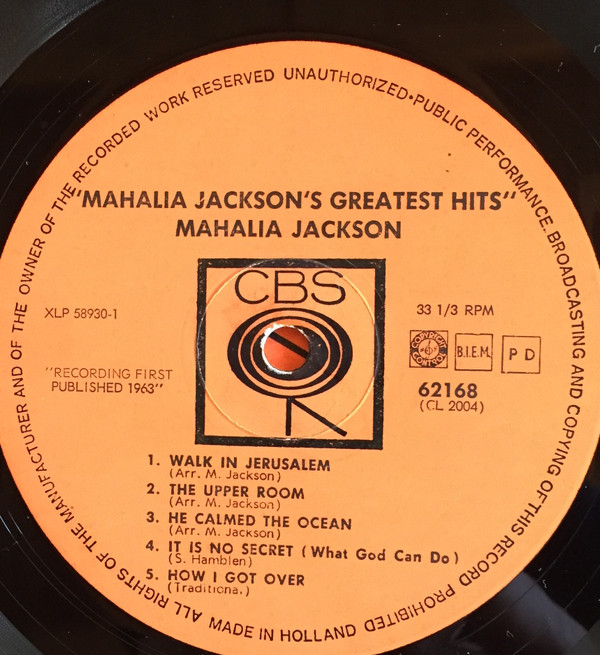 ALL RIGHTS OF THE MANUFACTURER AND OF THE OWNER OF THE RECORDED WORK RESERVED UNAUTHORIZED•PUBLIC PERFORMANCE.BROADCASTING AND COPYING OF THIS RECORD PROHIBITED
"MAHALIA JACKSON'S GREATEST HITS"
MAHALIA JACKSON
CBS
XLP 58930-1
33 1/3 RPM
COPYRIGHT CONTROL
B.I.E.M.
P D
"RECORDING FIRST
PUBLISHED 1963"
62168
(CL 2004)
1. WALK IN JERUSALEM
(Arr. M. Jackson)
2. THE UPPER ROOM
(Arr. M. Jackson)
3. HE CALMED THE OCEAN
(Arr. M. Jackson)
4. IT IS NO SECRET (What God Can Do)
(S. Hamblen)
5. HOW I GOT OVER
(Traditional)
MADE IN HOLLAND